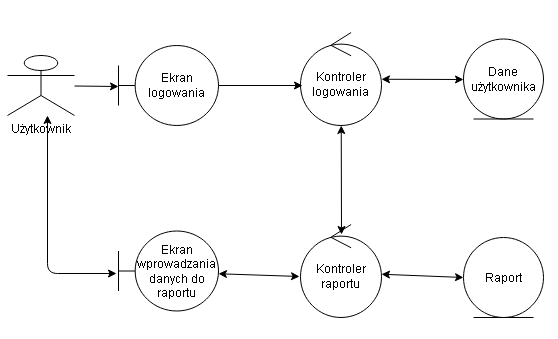 Użytkownik
Ekran
logowania
Kontroler
logowania
Dane
użytkownika
Ekran
wprowadzania
danych do
raportu
Kontroler
raportu
Raport